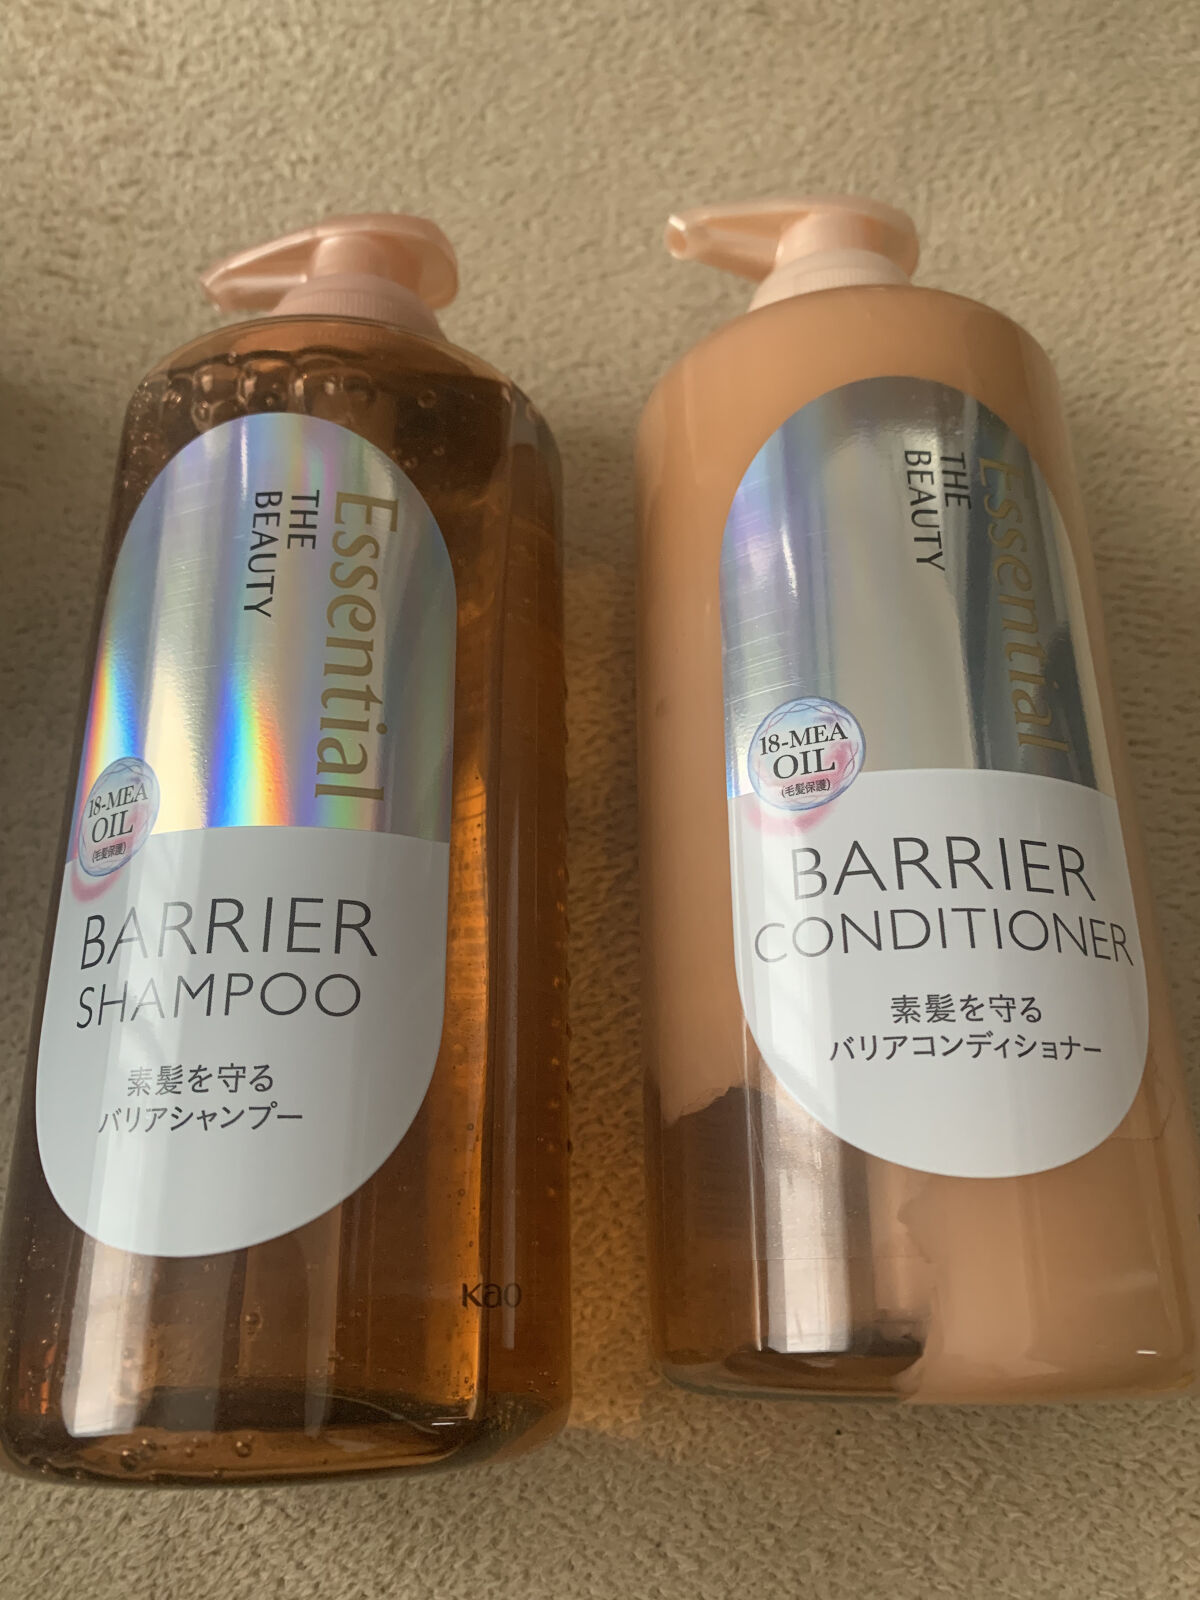 Essential
THE
BEAUTY
18-MEA
OIL
(毛髪保護)
BARRIER
SHAMPOO
素髪を守る
バリアシャンプー
Kao
Essential
THE
BEAUTY
18-MEA
OIL
(毛髪保護)
BARRIER
CONDITIONER
素髪を守る
バリアコンディショナー